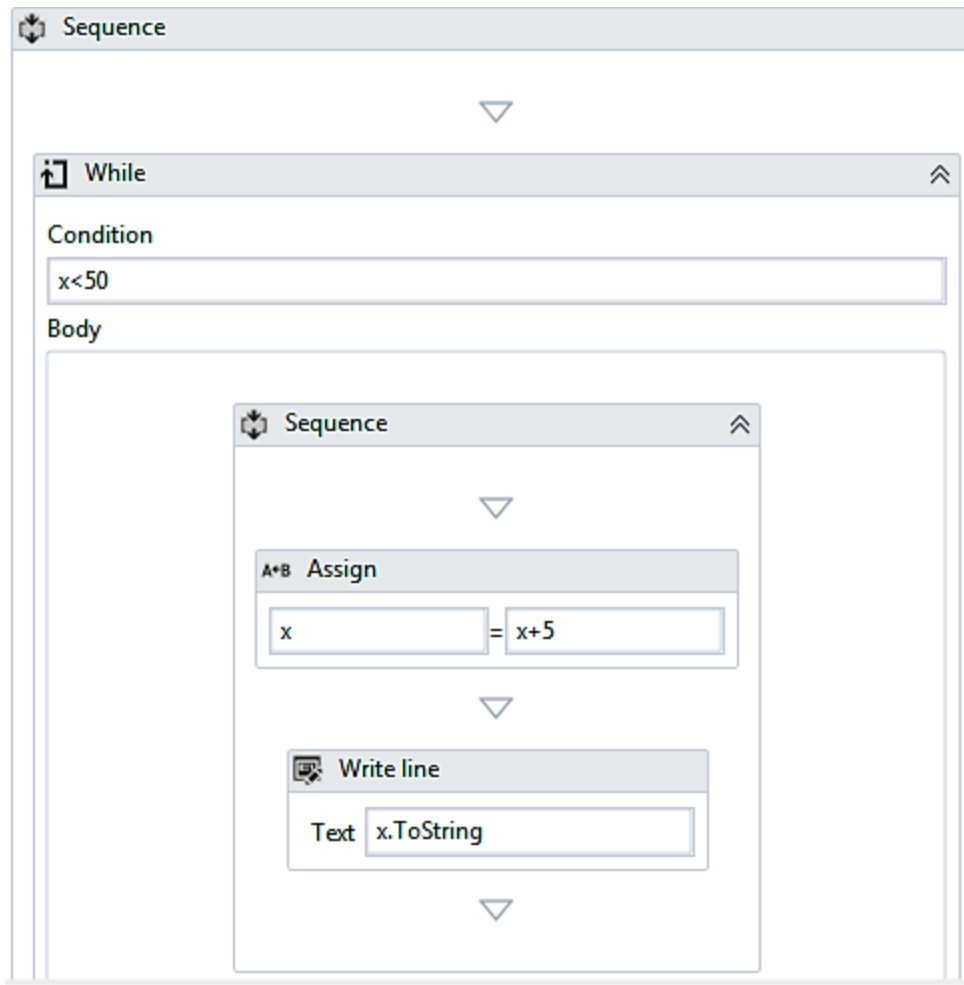 Sequence
While
Condition
x<50
Body
Sequence
A+B Assign
x = x+5
Write line
Text x.ToString